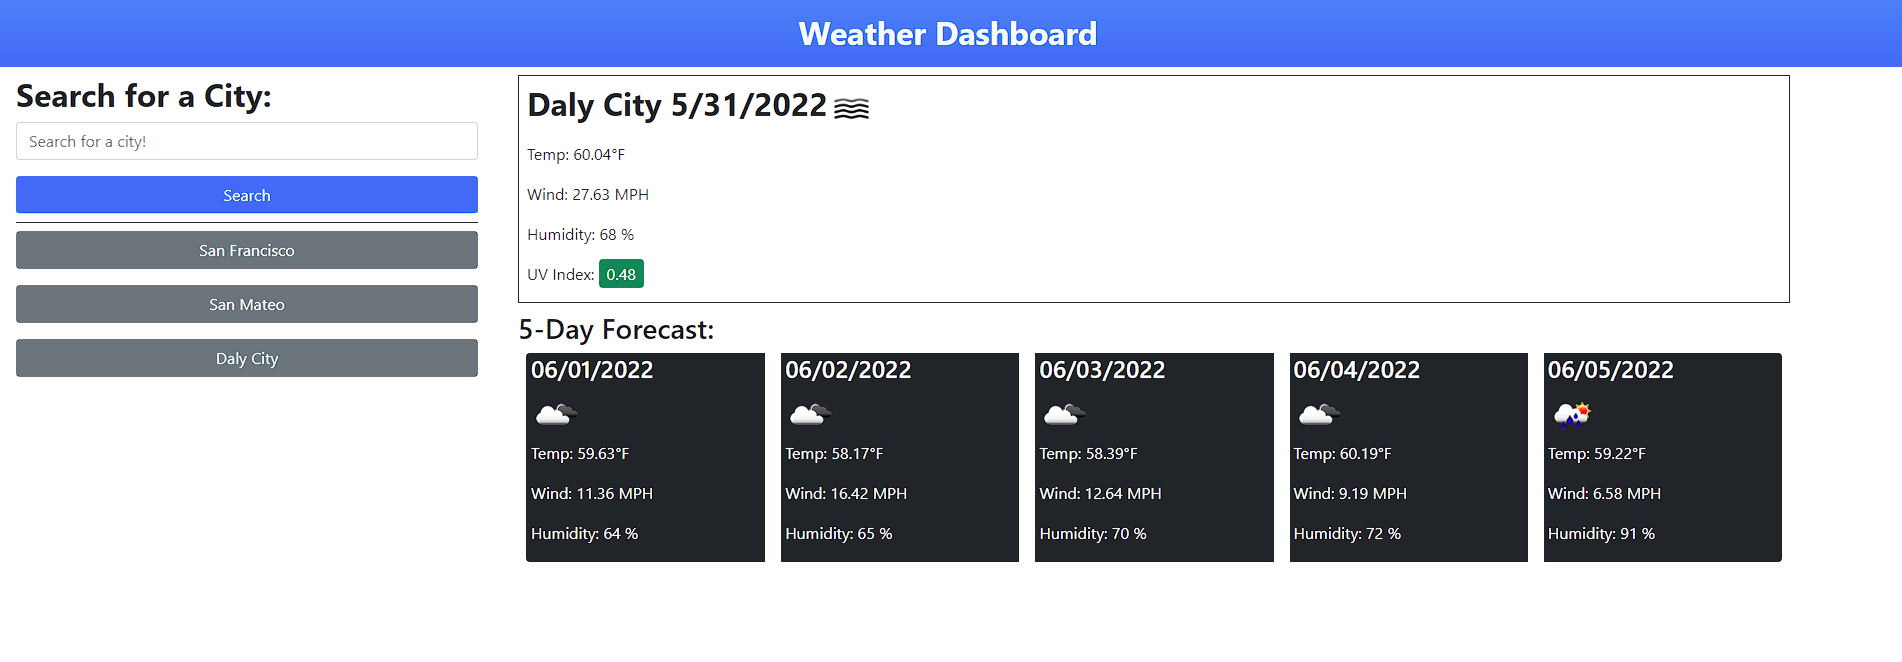 Weather Dashboard
Search for a City:
Search for a city!
Search
San Francisco
San Mateo
Daly City
Daly City 5/31/2022
Temp: 60.04°F
Wind: 27.63 MPH
Humidity: 68 %
UV Index: 0.48
5-Day Forecast:
06/01/2022
Temp: 59.63°F
Wind: 11.36 MPH
Humidity: 64 %
06/02/2022
Temp: 58.17°F
Wind: 16.42 MPH
Humidity: 65 %
06/03/2022
Temp: 58.39°F
Wind: 12.64 MPH
Humidity: 70 %
06/04/2022
Temp: 60.19°F
Wind: 9.19 MPH
Humidity: 72 %
06/05/2022
Temp: 59.22°F
Wind: 6.58 MPH
Humidity: 91 %